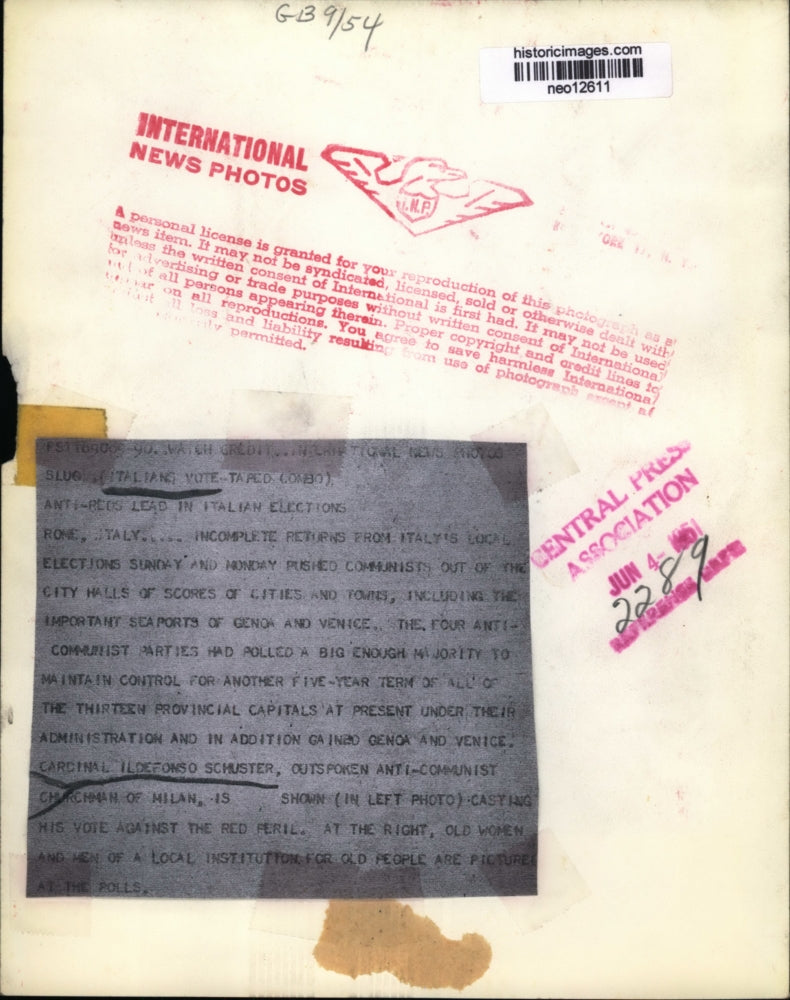 GB 9/54
historicimages.com
neo12611
INTERNATIONAL
NEWS PHOTOS
I.N.P.
A personal license is granted for your reproduction of this photograph as a
news item. It may not be syndicated, licensed, sold or otherwise dealt with
unless the written consent of International is first had. It may not be used
for advertising or trade purposes without written consent of International
of all persons appearing therein. Proper copyright and credit lines to
on all reproductions. You agree to save harmless International
all loss and liability resulting from use of photograph except as
permitted.
WATCH CREDIT... INTERNATIONAL NEWS PHOTOS
SLUG (ITALIANS VOTE-TAPED COMBO)
ANTI-REDS LEAD IN ITALIAN ELECTIONS
ROME, ITALY..... INCOMPLETE RETURNS FROM ITALY'S LOCAL
ELECTIONS SUNDAY AND MONDAY PUSHED COMMUNISTS OUT OF THE
CITY HALLS OF SCORES OF CITIES AND TOWNS, INCLUDING THE
IMPORTANT SEAPORTS OF GENOA AND VENICE. THE FOUR ANTI-
COMMUNIST PARTIES HAD POLLED A BIG ENOUGH MAJORITY TO
MAINTAIN CONTROL FOR ANOTHER FIVE-YEAR TERM OF ALL OF
THE THIRTEEN PROVINCIAL CAPITALS AT PRESENT UNDER THEIR
ADMINISTRATION AND IN ADDITION GAINED GENOA AND VENICE.
CARDINAL ILDEFONSO SCHUSTER, OUTSPOKEN ANTI-COMMUNIST
CHURCHMAN OF MILAN, IS SHOWN (IN LEFT PHOTO) CASTING
HIS VOTE AGAINST THE RED PERIL. AT THE RIGHT, OLD WOMEN
AND MEN OF A LOCAL INSTITUTION FOR OLD PEOPLE ARE PICTURED
AT THE POLLS.
CENTRAL PRESS
ASSOCIATION
JUN 4- 1951
2289
REFERENCE DEPT